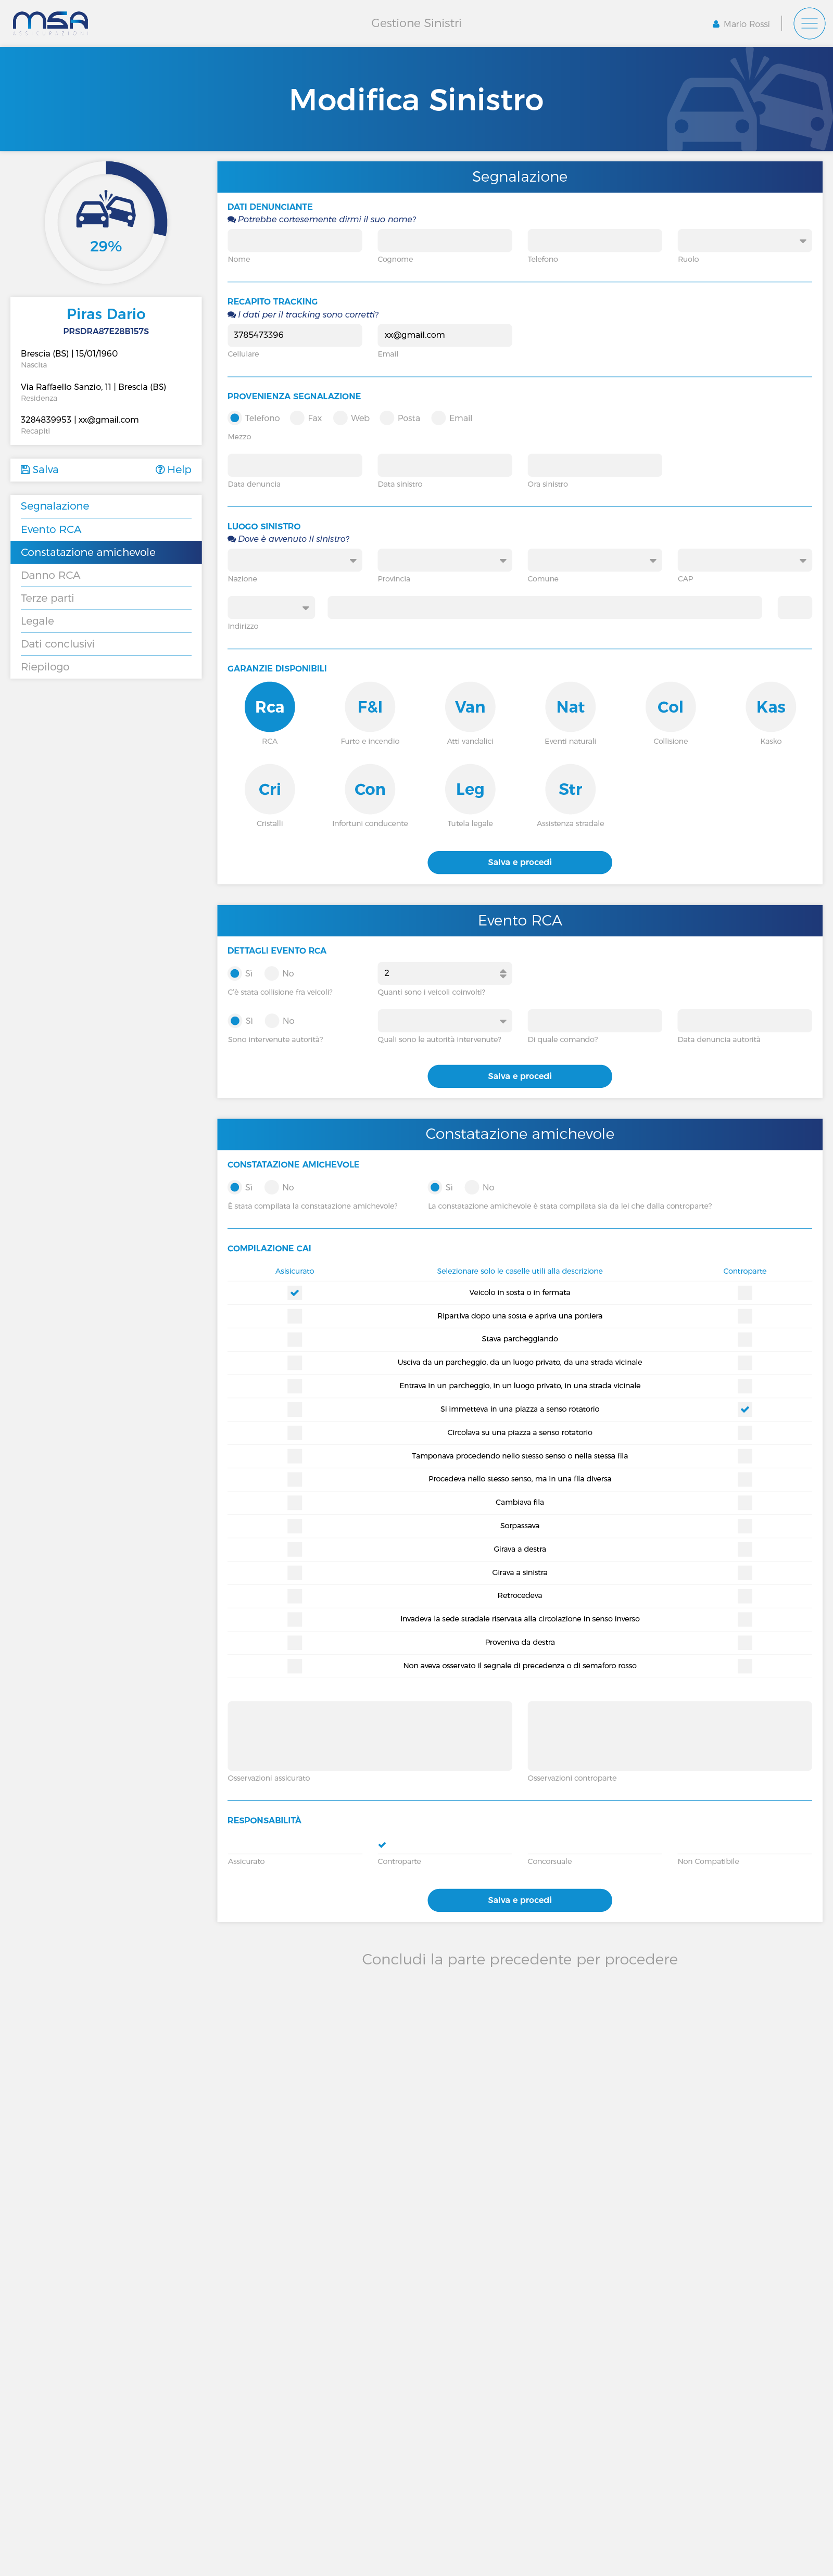 msa
ASSICURAZIONI
Gestione Sinistri
Mario Rossi
Modifica Sinistro
29%
Piras Dario
PRSDRA87E28B157S
Brescia (BS) | 15/01/1960
Nascita
Via Raffaello Sanzio, 11 | Brescia (BS)
Residenza
3284839953 | xx@gmail.com
Recapiti
Salva
Help
Segnalazione
Evento RCA
Constatazione amichevole
Danno RCA
Terze parti
Legale
Dati conclusivi
Riepilogo
Segnalazione
DATI DENUNCIANTE
Potrebbe cortesemente dirmi il suo nome?
Nome Cognome Telefono Ruolo
RECAPITO TRACKING
I dati per il tracking sono corretti?
3785473396 xx@gmail.com
Cellulare Email
PROVENIENZA SEGNALAZIONE
Telefono Fax Web Posta Email
Mezzo
Data denuncia Data sinistro Ora sinistro
LUOGO SINISTRO
Dove è avvenuto il sinistro?
Nazione Provincia Comune CAP
Indirizzo
GARANZIE DISPONIBILI
Rca F&I Van Nat Col Kas
RCA Furto e incendio Atti vandalici Eventi naturali Collisione Kasko
Cri Con Leg Str
Cristalli Infortuni conducente Tutela legale Assistenza stradale
Salva e procedi
Evento RCA
DETTAGLI EVENTO RCA
Sì No 2
C'è stata collisione fra veicoli? Quanti sono i veicoli coinvolti?
Sì No
Sono intervenute autorità? Quali sono le autorità intervenute? Di quale comando? Data denuncia autorità
Salva e procedi
Constatazione amichevole
CONSTATAZIONE AMICHEVOLE
Sì No Sì No
È stata compilata la constatazione amichevole? La constatazione amichevole è stata compilata sia da lei che dalla controparte?
COMPILAZIONE CAI
Asisicurato Selezionare solo le caselle utili alla descrizione Controparte
Veicolo in sosta o in fermata
Ripartiva dopo una sosta e apriva una portiera
Stava parcheggiando
Usciva da un parcheggio, da un luogo privato, da una strada vicinale
Entrava in un parcheggio, in un luogo privato, in una strada vicinale
Si immetteva in una piazza a senso rotatorio
Circolava su una piazza a senso rotatorio
Tamponava procedendo nello stesso senso o nella stessa fila
Procedeva nello stesso senso, ma in una fila diversa
Cambiava fila
Sorpassava
Girava a destra
Girava a sinistra
Retrocedeva
Invadeva la sede stradale riservata alla circolazione in senso inverso
Proveniva da destra
Non aveva osservato il segnale di precedenza o di semaforo rosso
Osservazioni assicurato Osservazioni controparte
RESPONSABILITÀ
Assicurato Controparte Concorsuale Non Compatibile
Salva e procedi
Concludi la parte precedente per procedere